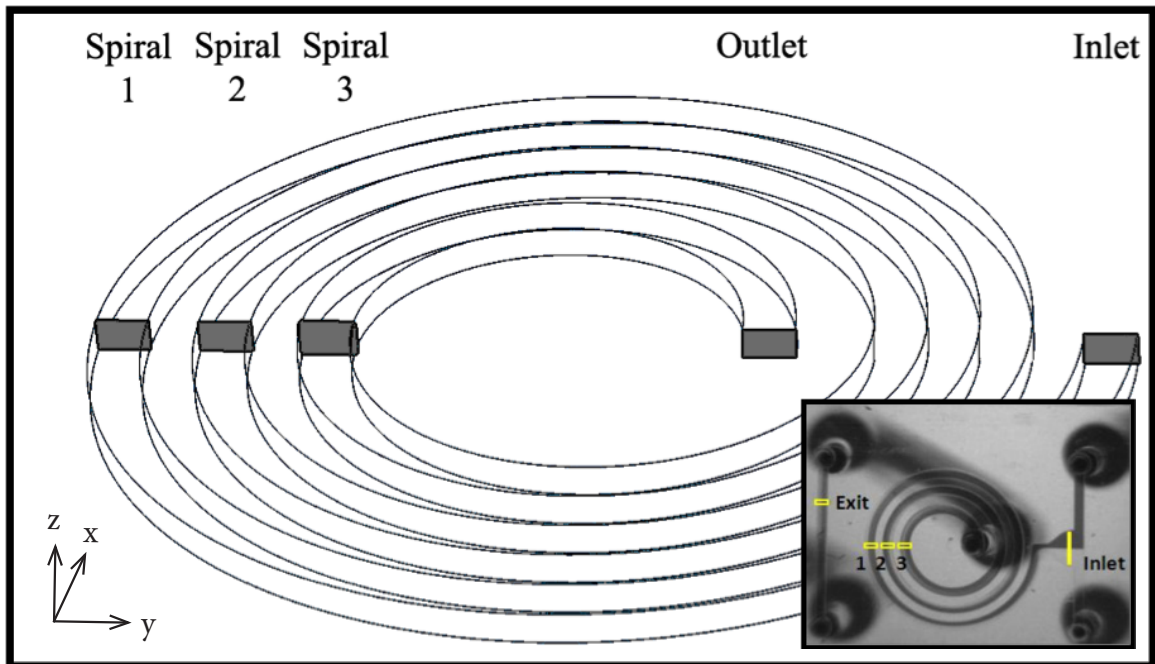 Spiral Spiral Spiral Outlet Inlet
1 2 3
z
x
y
Exit
1 2 3
Inlet